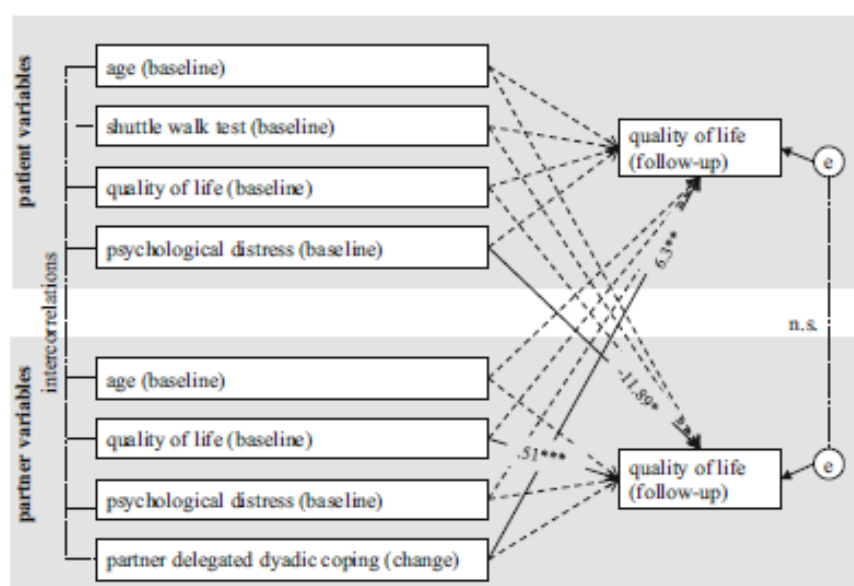 patient variables
age (baseline)
shuttle walk test (baseline)
quality of life (baseline)
psychological distress (baseline)
quality of life
(follow-up)
e
6.3**
intercorrelations
n.s.
-11.89*
partner variables
age (baseline)
quality of life (baseline)
.51***
psychological distress (baseline)
partner delegated dyadic coping (change)
quality of life
(follow-up)
e